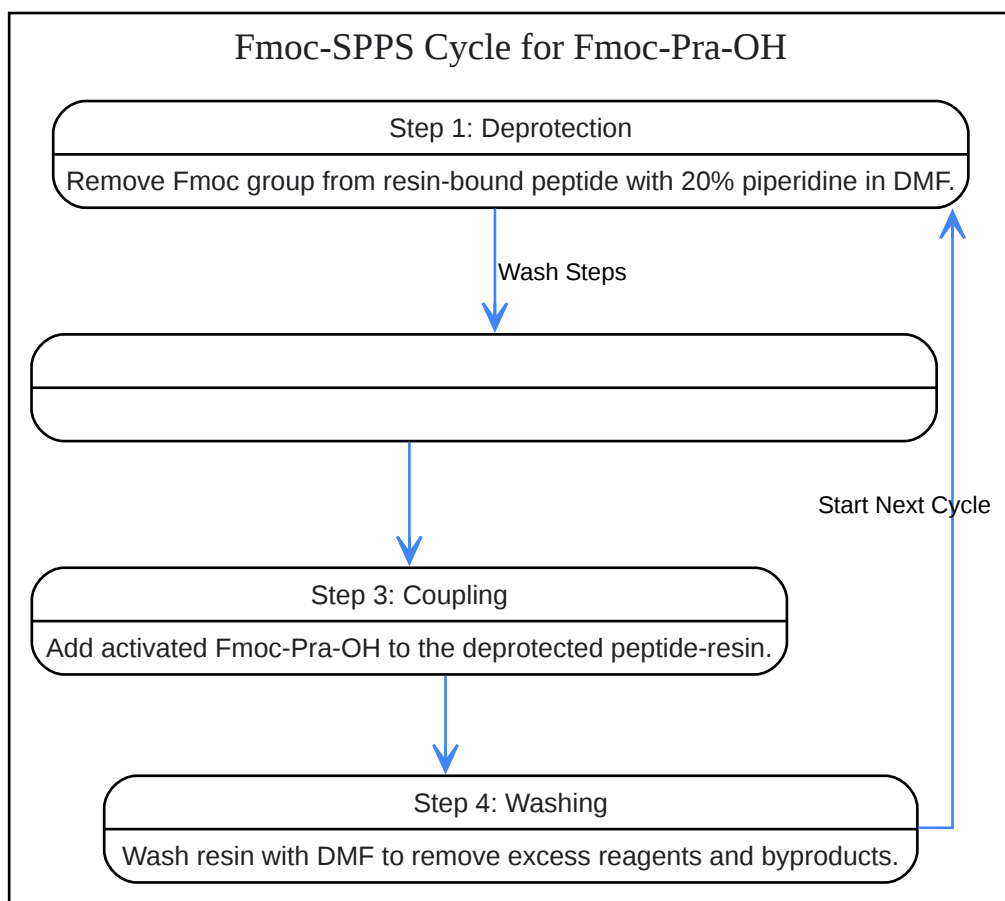 Fmoc-SPPS Cycle for Fmoc-Pra-OH
Step 1: Deprotection
Remove Fmoc group from resin-bound peptide with 20% piperidine in DMF.
Wash Steps
Start Next Cycle
Step 3: Coupling
Add activated Fmoc-Pra-OH to the deprotected peptide-resin.
Step 4: Washing
Wash resin with DMF to remove excess reagents and byproducts.